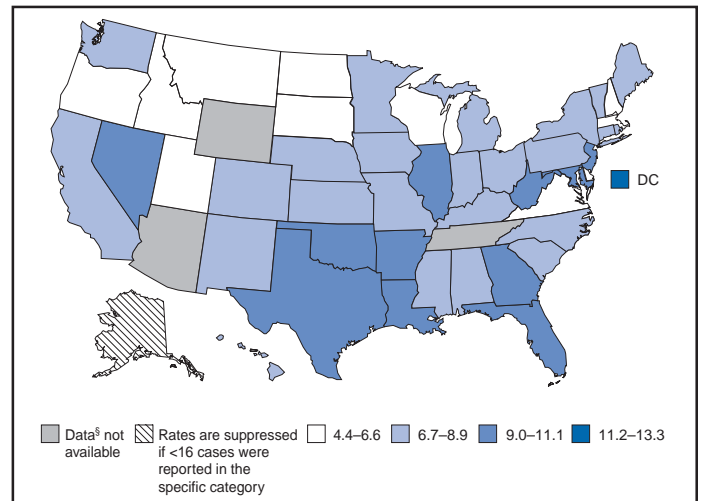 DC
Data§ not
available
Rates are suppressed
if <16 cases were
reported in the
specific category
4.4–6.6
6.7–8.9
9.0–11.1
11.2–13.3